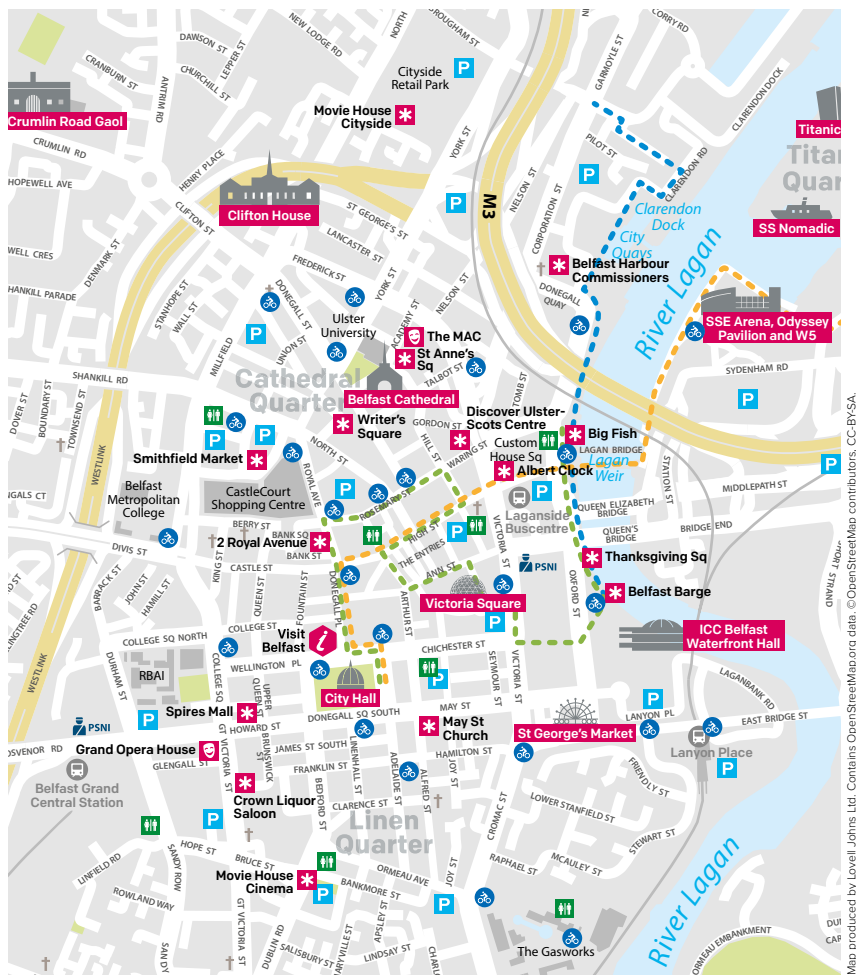 DAWSON ST
LEPPER ST
NEW LODGE RD
NORTH
BROUGHAM ST
CORRY RD
CRANBURN ST
CHURCHILL ST
ANTRIM RD
Cityside
Retail Park
P
GARMOYLE ST
CLARENDON DOCK
Movie House
Cityside
Crumlin Road Gaol
CRUMLIN RD
Titanic
HENRY PLACE
YORK ST
PILOT ST
CLARENDON RD
HOPEWELL AVE
P
NELSON ST
CORPORATION ST
M3
P
Clifton House
CLIFTON ST
ST GEORGE'S ST
Clarendon
Dock
SS Nomadic
LANCASTER ST
City
Quays
River Lagan
WELL CRES
DENMARK ST
FREDERICK ST
Belfast Harbour
Commissioners
HANKILL PARADE
STANHOPE ST
WALL ST
DONEGALL ST
YORK ST
NELSON ST
DONEGALL
QUAY
P
Ulster
University
ACADEMY ST
The MAC
SSE Arena, Odyssey
Pavilion and W5
MILLFIELD
UNION ST
St Anne's
Sq
TALBOT ST
SYDENHAM RD
SHANKILL RD
Cathedral
Quarter
Belfast Cathedral
TOMB ST
P
DOVER ST
BOUNDARY ST
TOWNSEND ST
P
P
Writer's
Square
GORDON ST
Discover Ulster-
Scots Centre
Big Fish
HILL ST
WARING ST
Custom
House Sq
LAGAN BRIDGE
WESTLINK
Smithfield Market
NORTH ST
ROYAL AVE
Albert Clock
Lagan
Weir
STATION ST
P
Belfast
Metropolitan
College
CastleCourt
Shopping Centre
P
ROSEMARY ST
P
Laganside
Buscentre
MIDDLEPATH ST
QUEEN ELIZABETH
BRIDGE
BERRY ST
HIGH ST
P
QUEEN'S
BRIDGE
BRIDGE END
BANK SQ
2 Royal Avenue
BANK ST
THE ENTRIES
VICTORIA ST
DIVIS ST
KING ST
CASTLE ST
ANN ST
PSNI
Thanksgiving Sq
SHORT STRAND
BARRACK ST
JOHN ST
HAMILL ST
QUEEN ST
FOUNTAIN ST
DONEGALL PL
ARTHUR ST
Victoria Square
OXFORD ST
Belfast Barge
COLLEGE ST
P
COLLEGE SQ NORTH
Visit
Belfast
CHICHESTER ST
ICC Belfast
Waterfront Hall
WESTLINK
DURHAM ST
RBAI
COLLEGE SQ
WELLINGTON PL
P
SEYMOUR ST
VICTORIA ST
LAGANBANK RD
UPPER
QUEEN ST
City Hall
P
Spires Mall
DONEGALL SQ SOUTH
MAY ST
LANYON PL
EAST BRIDGE ST
PSNI
P
HOWARD ST
May St
Church
St George's Market
Grand Opera House
GT VICTORIA ST
BRUNSWICK
ST
JAMES ST SOUTH
LINENHALL ST
HAMILTON ST
Lanyon Place
GLENGALL ST
FRANKLIN ST
ADELAIDE ST
ALFRED ST
JOY ST
FRIENDLY ST
P
Belfast Grand
Central Station
Crown Liquor
Saloon
BEDFORD ST
CLARENCE ST
CROMAC ST
LOWER STANFIELD ST
P
Linen
Quarter
STEWART ST
LINFIELD RD
SANDY ROW
HOPE ST
BRUCE ST
RAPHAEL ST
MCAULEY ST
River Lagan
Movie House
Cinema
ORMEAU AVE
JOY ST
ROWLAND WAY
BANKMORE ST
P
P
GT VICTORIA ST
DUBLIN RD
APSLEY ST
SALISBURY ST
LINDSAY ST
The Gasworks
ORMEAU EMBANKMENT
SANDY
Map produced by Lovell Johns Ltd. Contains OpenStreetMap.org data. © OpenStreetMap contributors, CC-BY-SA.